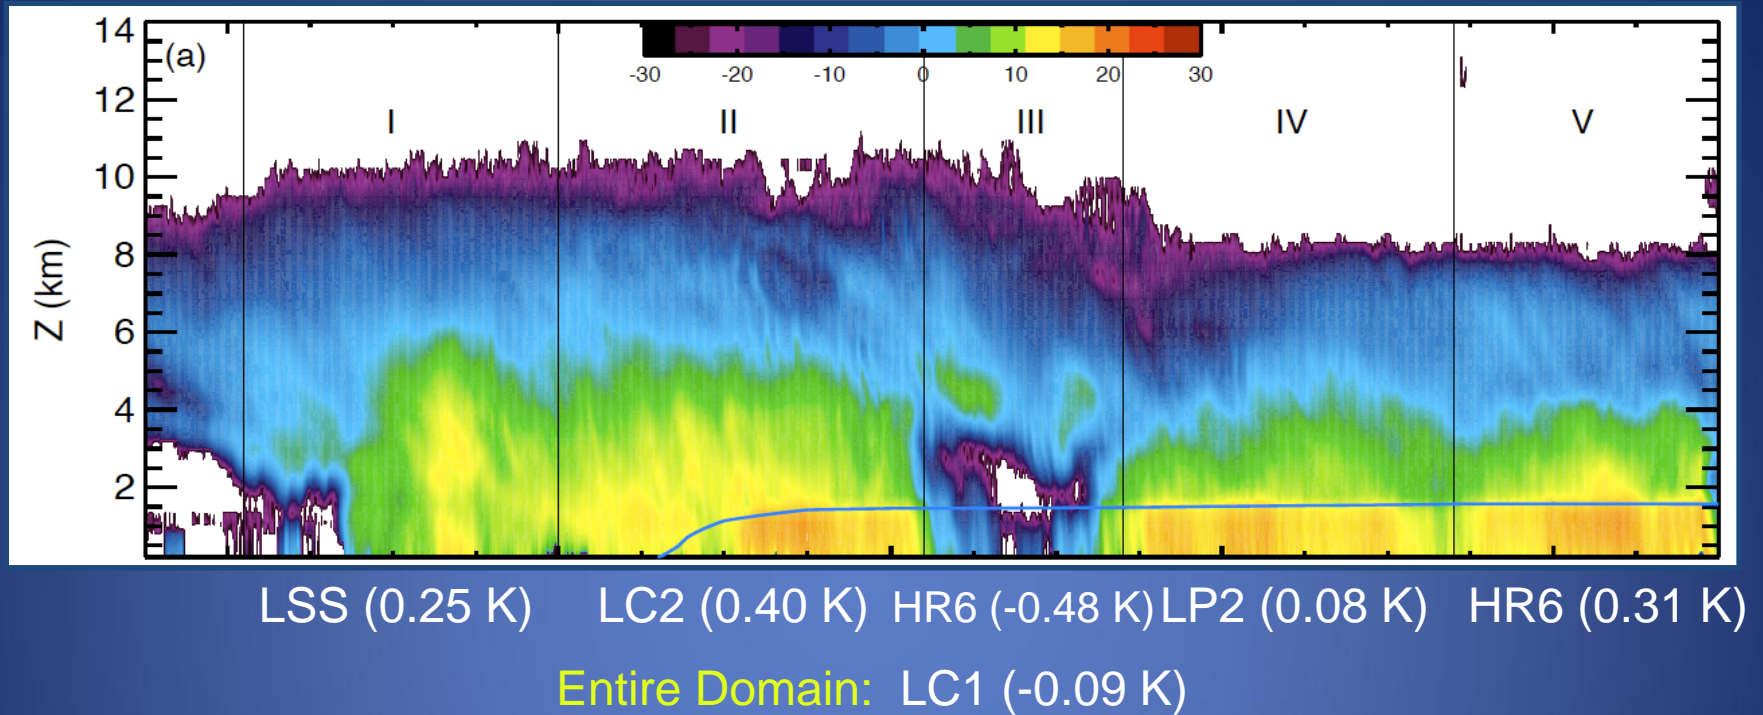 14
(a)
-30 -20 -10 0 10 20 30
12
I II III IV V
10
8
Z (km)
6
4
2
LSS (0.25 K) LC2 (0.40 K) HR6 (-0.48 K) LP2 (0.08 K) HR6 (0.31 K)
Entire Domain: LC1 (-0.09 K)